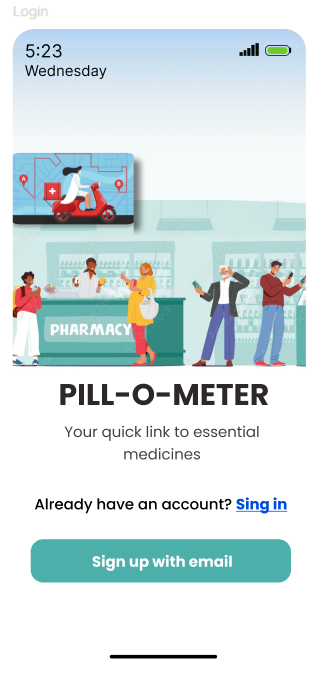 Login
5:23
Wednesday
A
B
PHARMACY
PILL-O-METER
Your quick link to essential
medicines
Already have an account? Sing in
Sign up with email